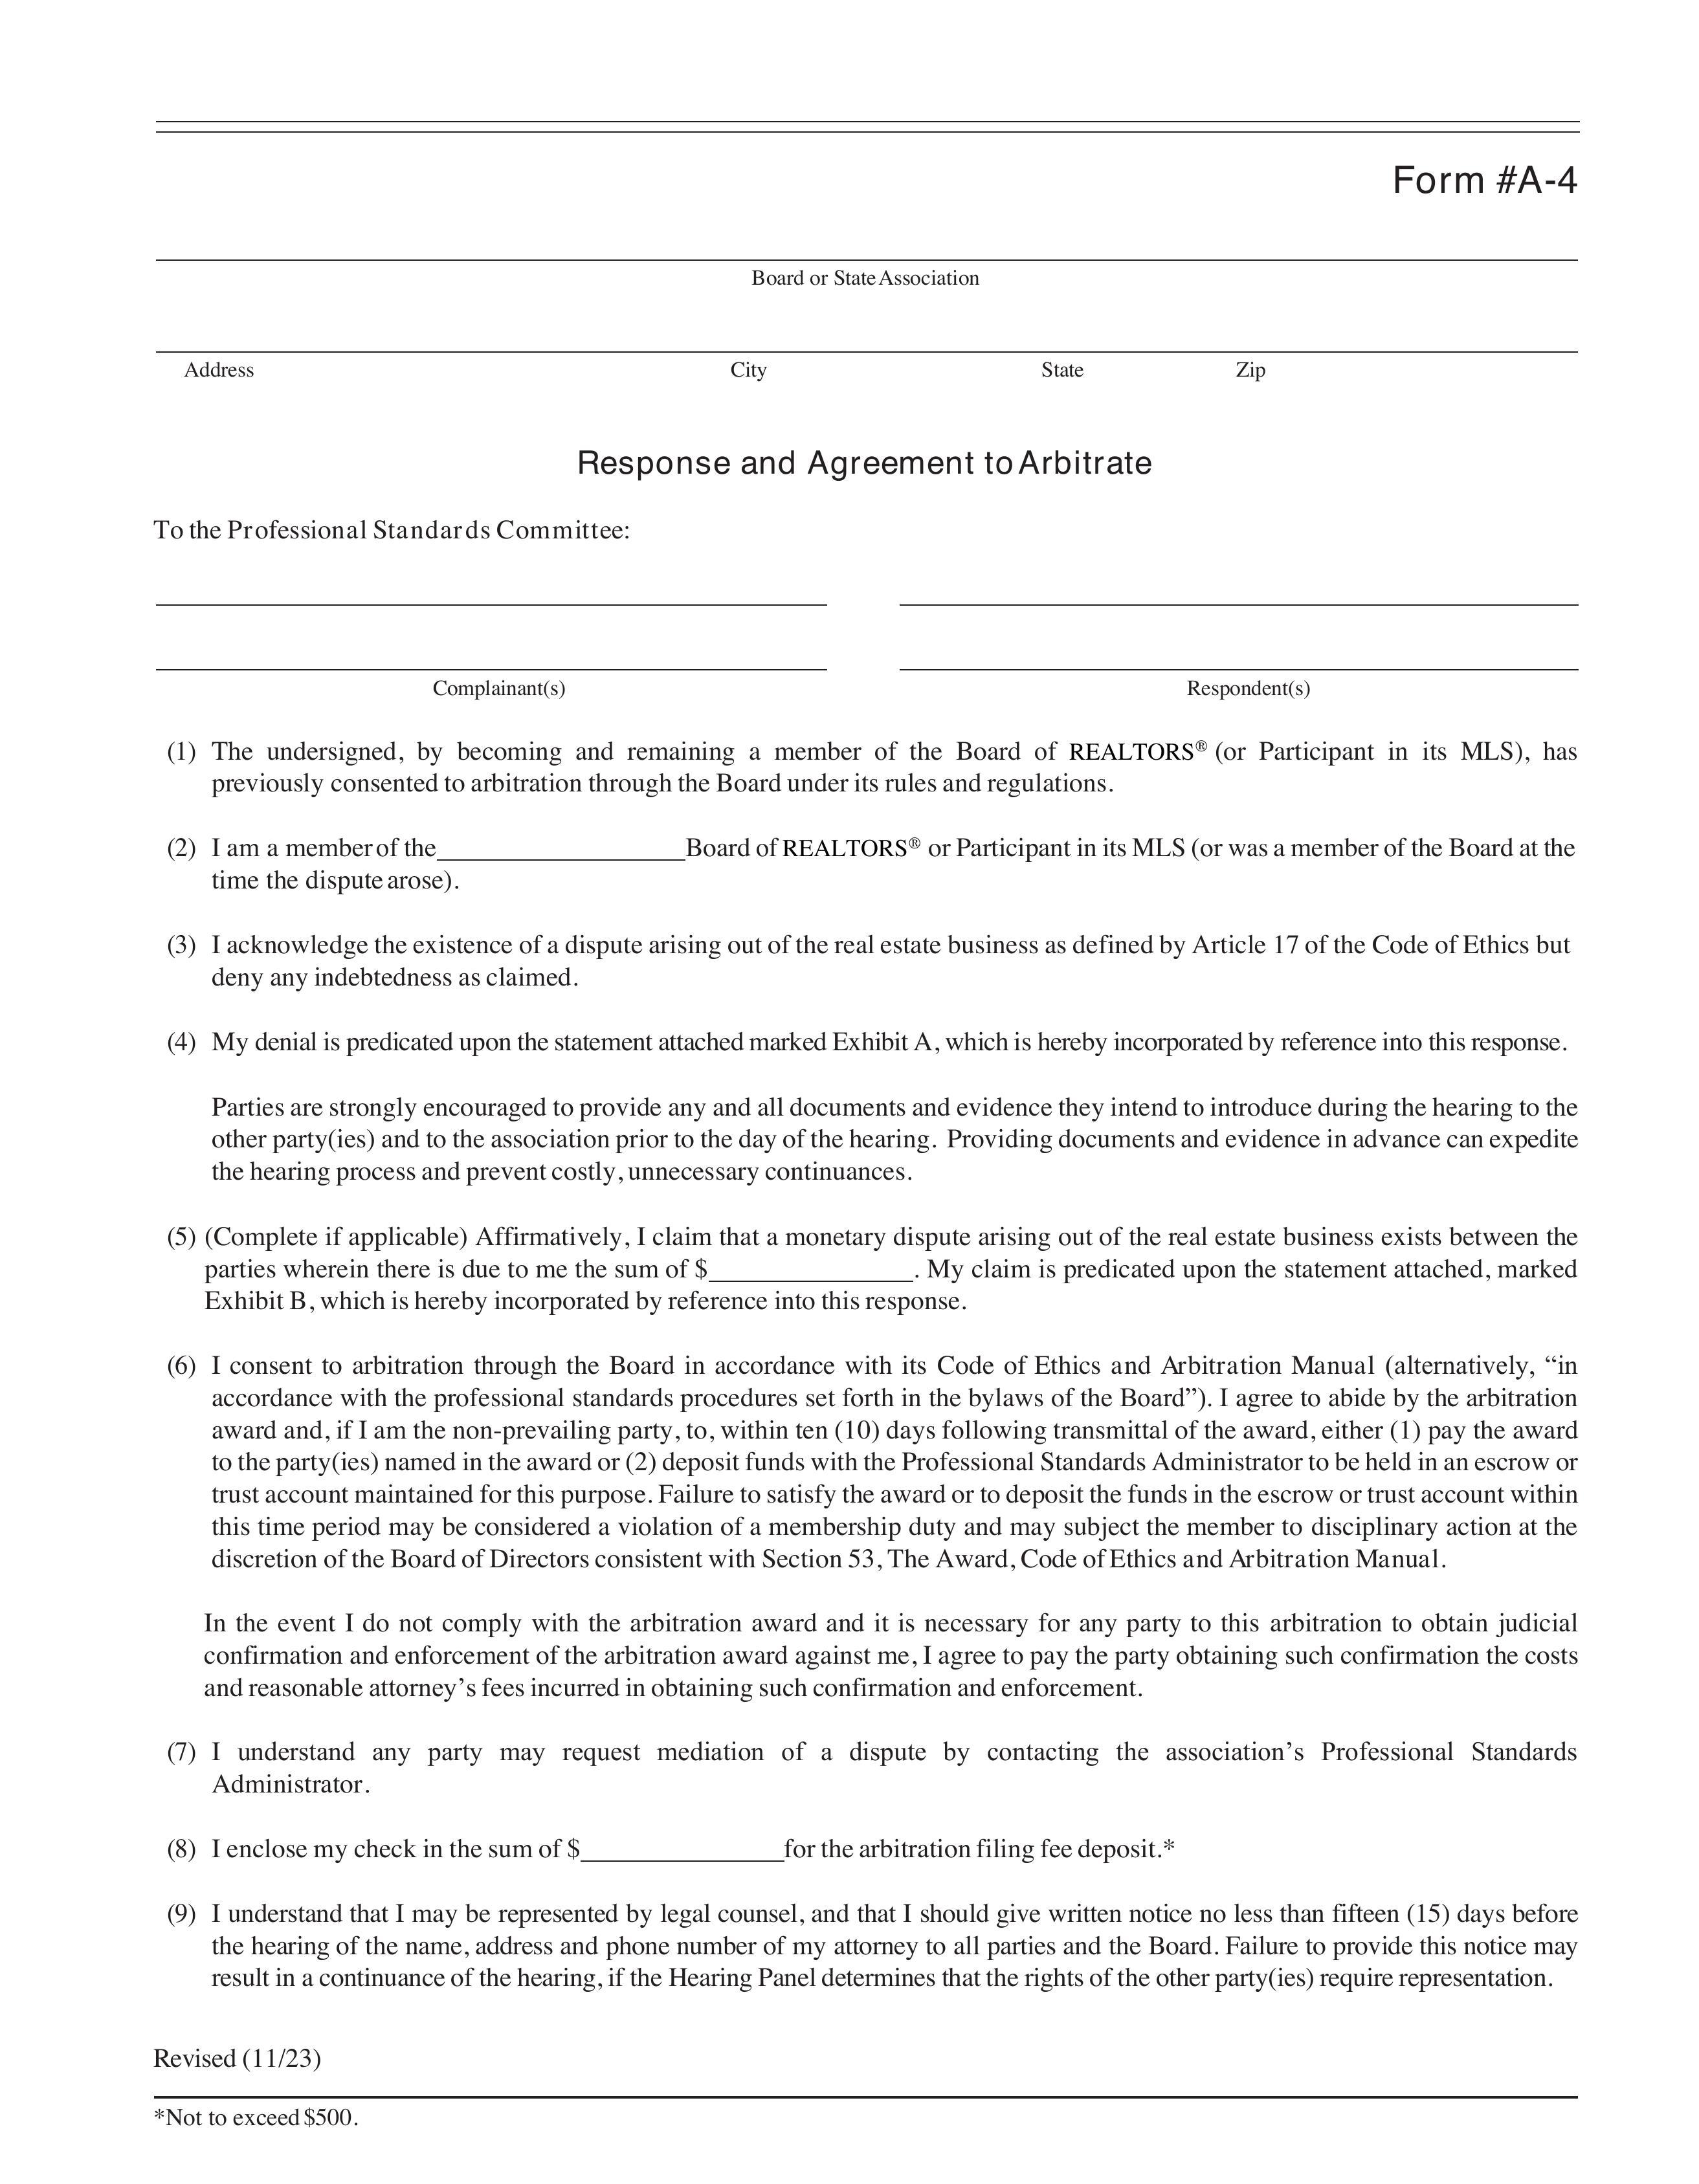 Form #A-4
Board or State Association
Address City State Zip
Response and Agreement to Arbitrate
To the Professional Standards Committee:
Complainant(s) Respondent(s)
(1) The undersigned, by becoming and remaining a member of the Board of REALTORS® (or Participant in its MLS), has
previously consented to arbitration through the Board under its rules and regulations.
(2) I am a member of the__________________Board of REALTORS® or Participant in its MLS (or was a member of the Board at the
time the dispute arose).
(3) I acknowledge the existence of a dispute arising out of the real estate business as defined by Article 17 of the Code of Ethics but
deny any indebtedness as claimed.
(4) My denial is predicated upon the statement attached marked Exhibit A, which is hereby incorporated by reference into this response.
Parties are strongly encouraged to provide any and all documents and evidence they intend to introduce during the hearing to the
other party(ies) and to the association prior to the day of the hearing. Providing documents and evidence in advance can expedite
the hearing process and prevent costly, unnecessary continuances.
(5) (Complete if applicable) Affirmatively, I claim that a monetary dispute arising out of the real estate business exists between the
parties wherein there is due to me the sum of $_______________. My claim is predicated upon the statement attached, marked
Exhibit B, which is hereby incorporated by reference into this response.
(6) I consent to arbitration through the Board in accordance with its Code of Ethics and Arbitration Manual (alternatively, “in
accordance with the professional standards procedures set forth in the bylaws of the Board”). I agree to abide by the arbitration
award and, if I am the non-prevailing party, to, within ten (10) days following transmittal of the award, either (1) pay the award
to the party(ies) named in the award or (2) deposit funds with the Professional Standards Administrator to be held in an escrow or
trust account maintained for this purpose. Failure to satisfy the award or to deposit the funds in the escrow or trust account within
this time period may be considered a violation of a membership duty and may subject the member to disciplinary action at the
discretion of the Board of Directors consistent with Section 53, The Award, Code of Ethics and Arbitration Manual.
In the event I do not comply with the arbitration award and it is necessary for any party to this arbitration to obtain judicial
confirmation and enforcement of the arbitration award against me, I agree to pay the party obtaining such confirmation the costs
and reasonable attorney’s fees incurred in obtaining such confirmation and enforcement.
(7) I understand any party may request mediation of a dispute by contacting the association’s Professional Standards
Administrator.
(8) I enclose my check in the sum of $_______________for the arbitration filing fee deposit.*
(9) I understand that I may be represented by legal counsel, and that I should give written notice no less than fifteen (15) days before
the hearing of the name, address and phone number of my attorney to all parties and the Board. Failure to provide this notice may
result in a continuance of the hearing, if the Hearing Panel determines that the rights of the other party(ies) require representation.
Revised (11/23)
*Not to exceed $500.